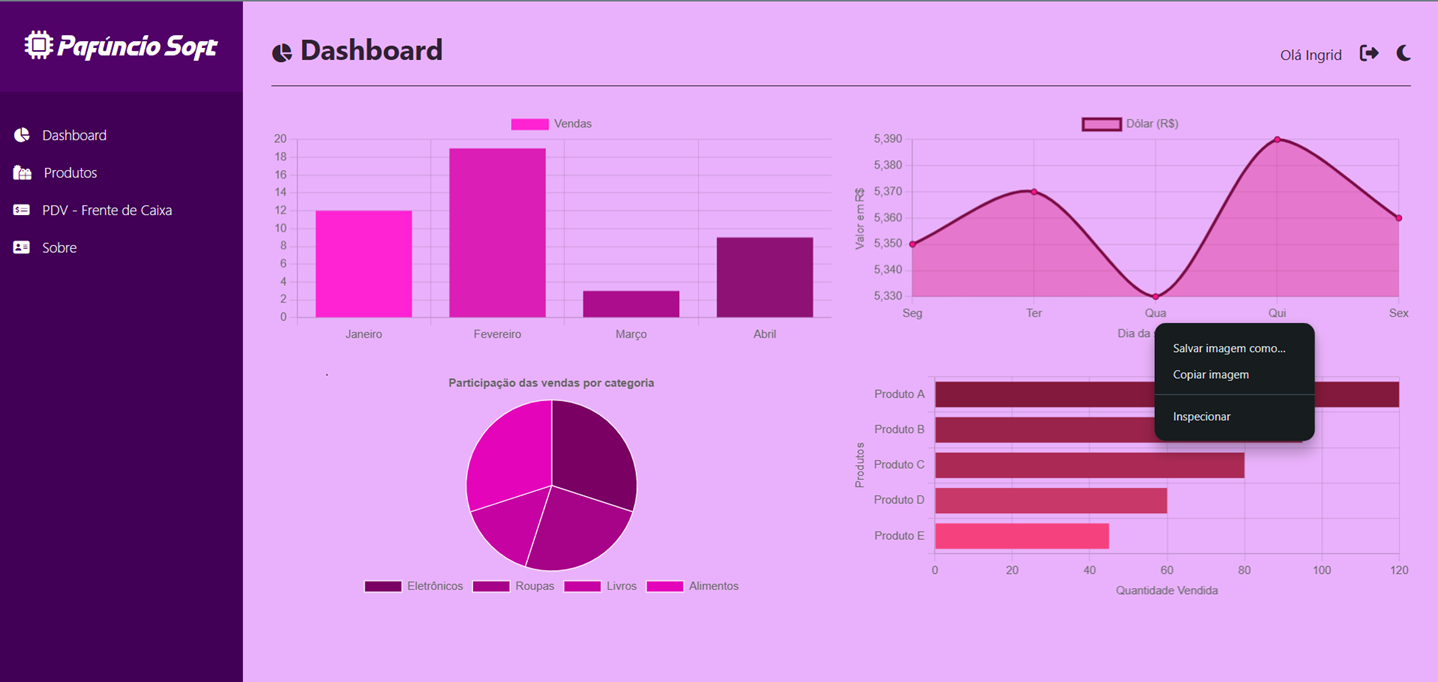 Pafúncio Soft
Dashboard
Produtos
PDV - Frente de Caixa
Sobre
Dashboard
Olá Ingrid
Vendas
20
18
16
14
12
10
8
6
4
2
0
Janeiro Fevereiro Março Abril
Dólar (R$)
Valor em R$
5,390
5,380
5,370
5,360
5,350
5,340
5,330
Seg Ter Qua Qui Sex
Dia da
Salvar imagem como...
Copiar imagem
Inspecionar
Participação das vendas por categoria
Eletrônicos Roupas Livros Alimentos
Produtos
Produto A
Produto B
Produto C
Produto D
Produto E
0 20 40 60 80 100 120
Quantidade Vendida